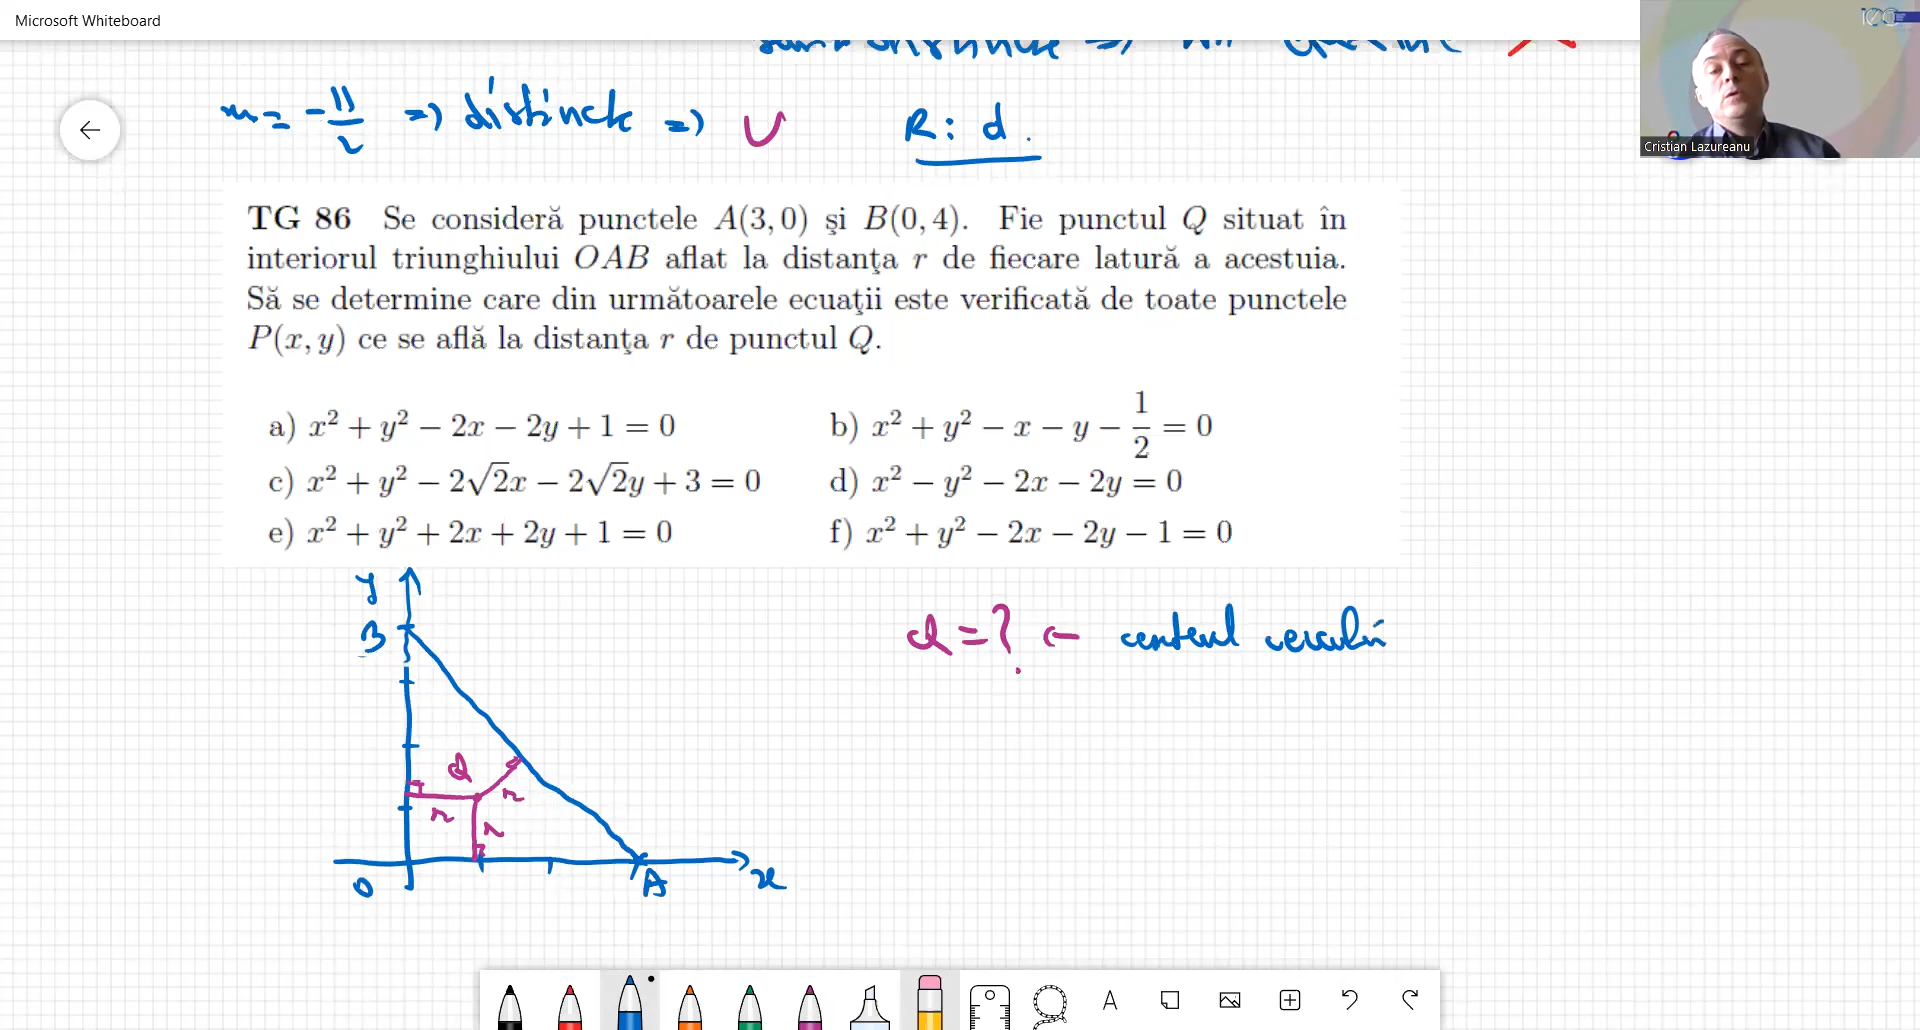 Microsoft Whiteboard
Cristian Lazureanu
m = -11/2 => distincte => U R: d.
TG 86 Se consideră punctele A(3, 0) şi B(0, 4). Fie punctul Q situat în
interiorul triunghiului OAB aflat la distanţa r de fiecare latură a acestuia.
Să se determine care din următoarele ecuaţii este verificată de toate punctele
P(x, y) ce se află la distanţa r de punctul Q.
a) x² + y² − 2x − 2y + 1 = 0 b) x² + y² − x − y − 1/2 = 0
c) x² + y² − 2√2x − 2√2y + 3 = 0 d) x² − y² − 2x − 2y = 0
e) x² + y² + 2x + 2y + 1 = 0 f) x² + y² − 2x − 2y − 1 = 0
y
B
Q = ? ← centrul cercului
Q
r r
r
O A x
A